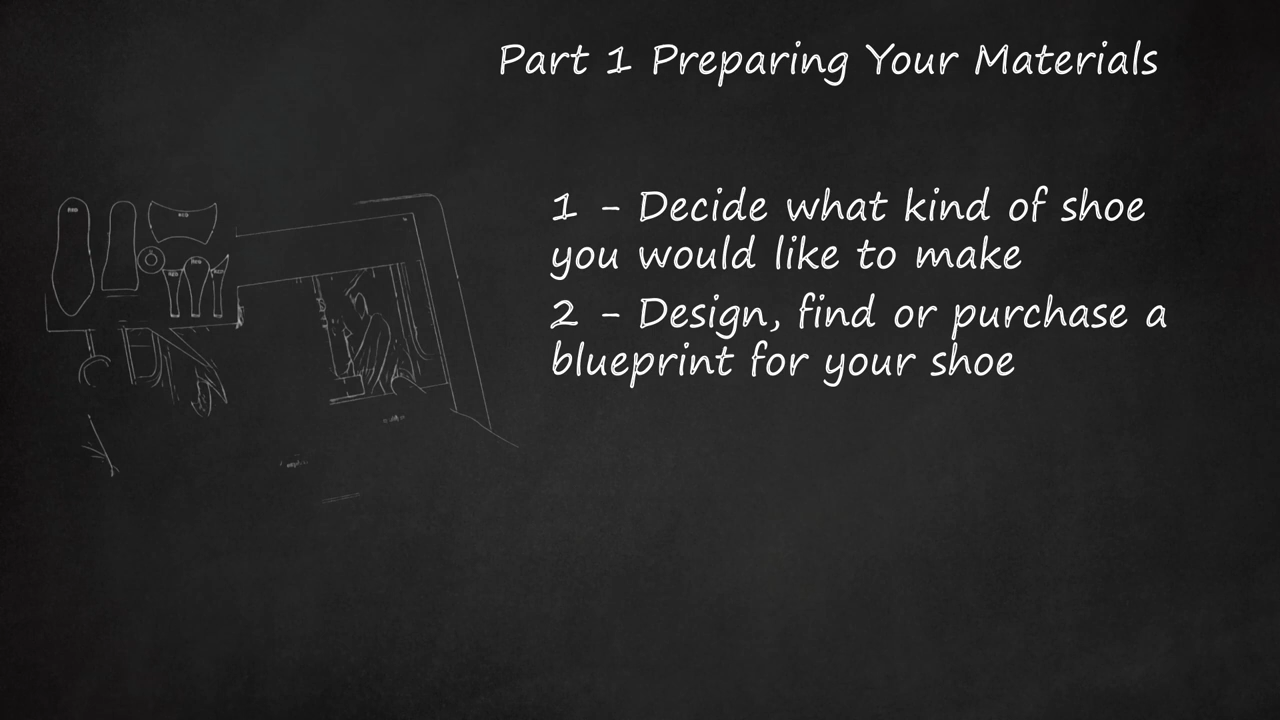 Part 1 Preparing Your Materials
1 - Decide what kind of shoe
you would like to make
2 - Design, find or purchase a
blueprint for your shoe